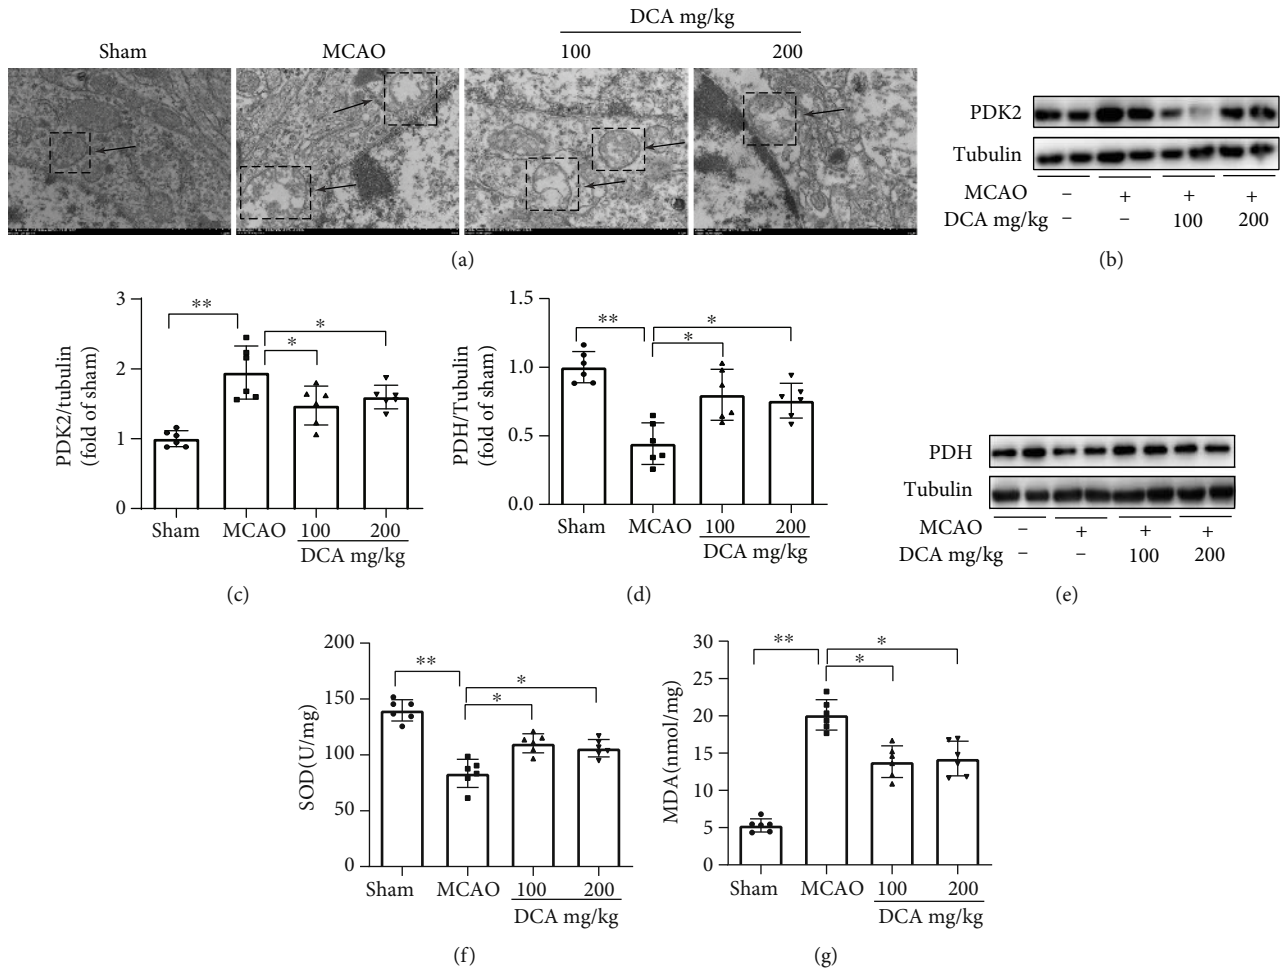 DCA mg/kg
Sham MCAO 100 200
(a)
PDK2
Tubulin
MCAO – + + +
DCA mg/kg – – 100 200
(b)
3
2
1
0
PDK2/tubulin
(fold of sham)
** * *
Sham MCAO 100 200
DCA mg/kg
(c)
1.5
1.0
0.5
0.0
PDH/Tubulin
(fold of sham)
** * *
Sham MCAO 100 200
DCA mg/kg
(d)
PDH
Tubulin
MCAO – + + +
DCA mg/kg – – 100 200
(e)
200
150
100
50
0
SOD(U/mg)
** * *
Sham MCAO 100 200
DCA mg/kg
(f)
30
25
20
15
10
5
0
MDA(nmol/mg)
** * *
Sham MCAO 100 200
DCA mg/kg
(g)